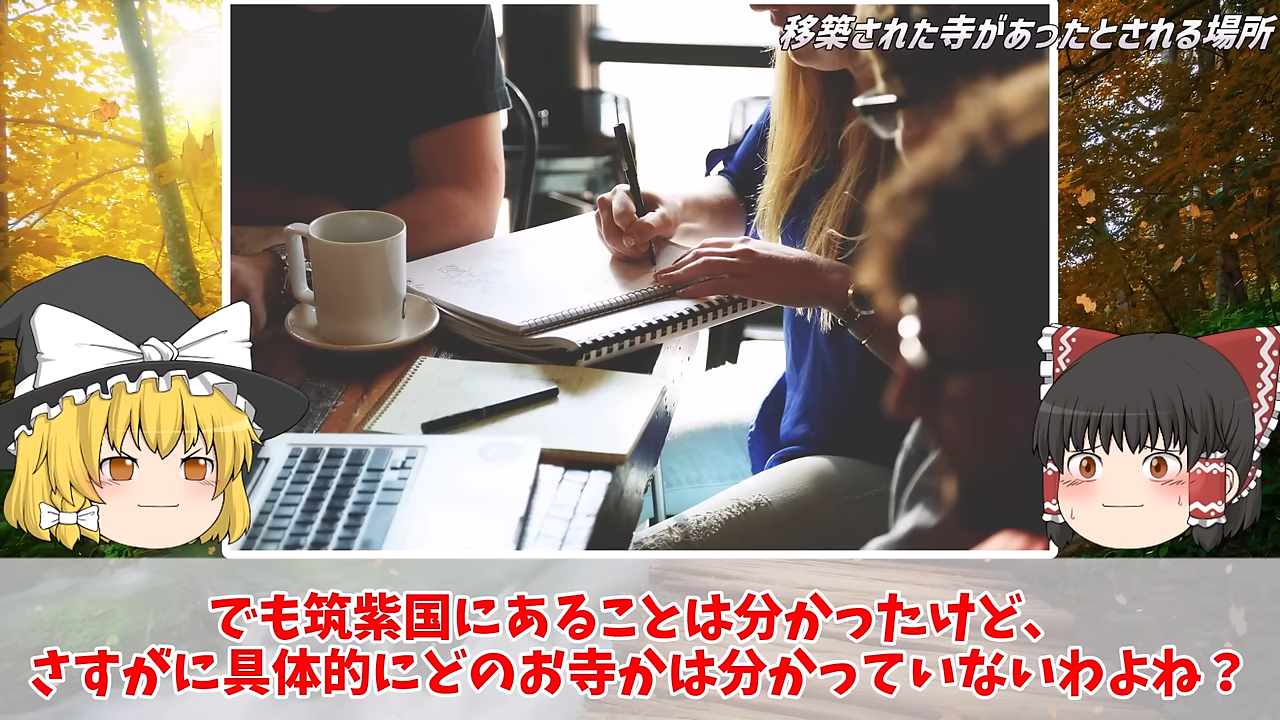 移築された寺があったとされる場所
でも筑紫国にあることは分かったけど、
さすがに具体的にどのお寺かは分かっていないわよね？